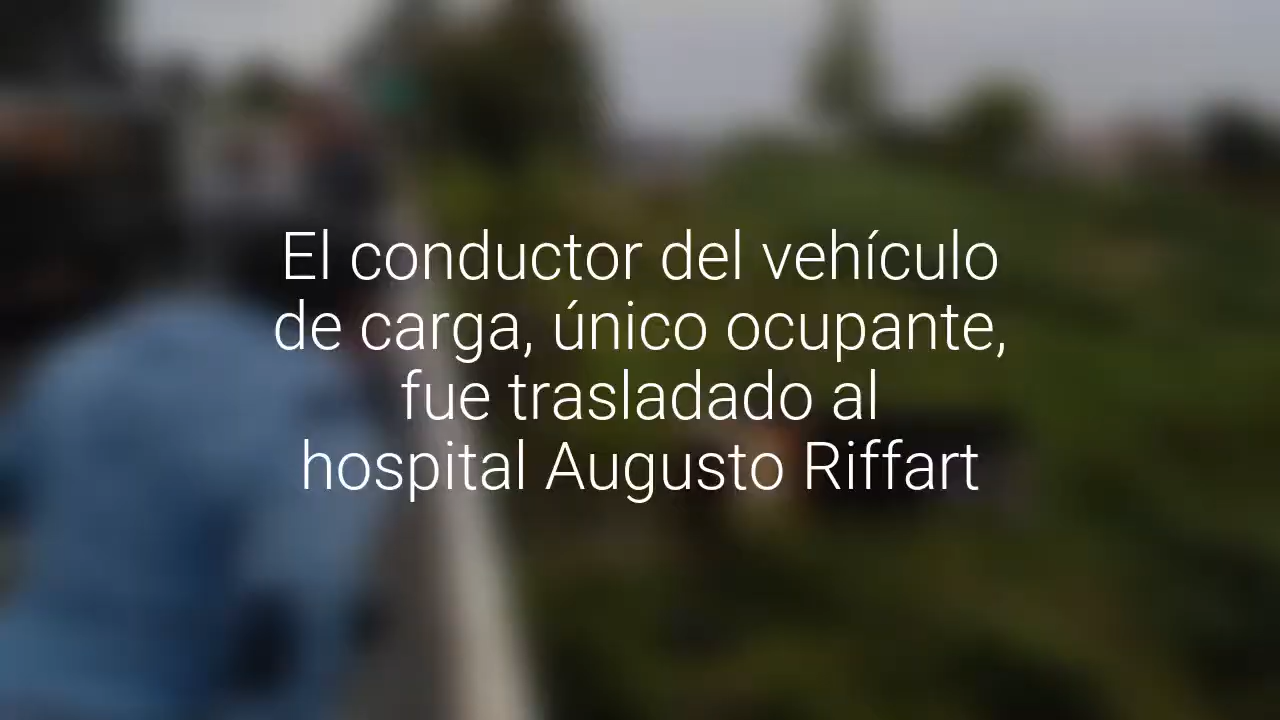 El conductor del vehículo
de carga, único ocupante,
fue trasladado al
hospital Augusto Riffart